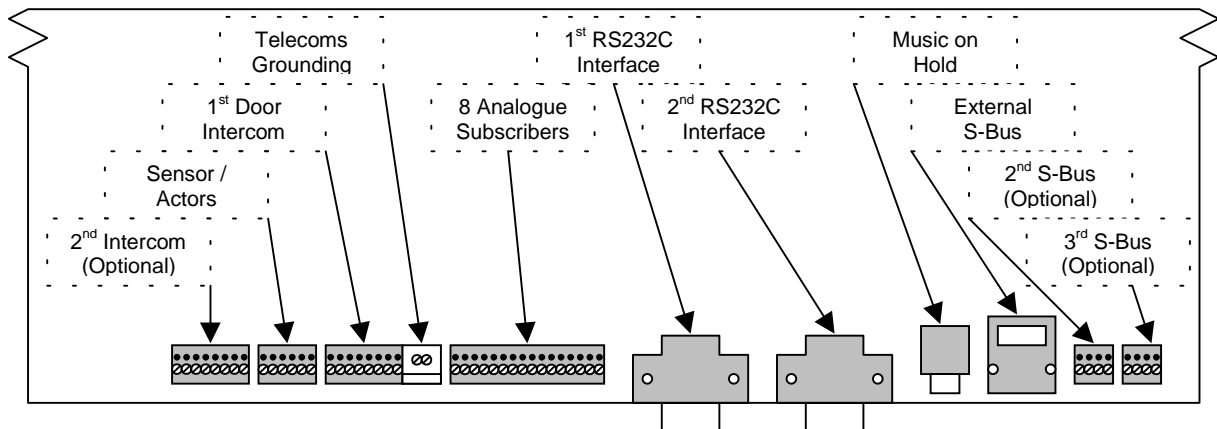 Telecoms
Grounding
1st RS232C
Interface
Music on
Hold
1st Door
Intercom
8 Analogue
Subscribers
2nd RS232C
Interface
External
S-Bus
Sensor /
Actors
2nd S-Bus
(Optional)
2nd Intercom
(Optional)
3rd S-Bus
(Optional)